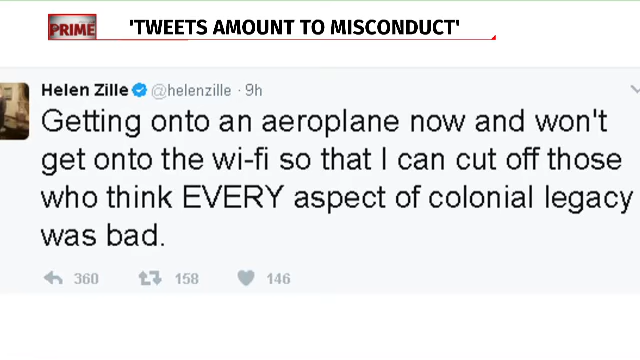 PRIME 'TWEETS AMOUNT TO MISCONDUCT'
Helen Zille @helenzille · 9h
Getting onto an aeroplane now and won't
get onto the wi-fi so that I can cut off those
who think EVERY aspect of colonial legacy
was bad.
360 158 146